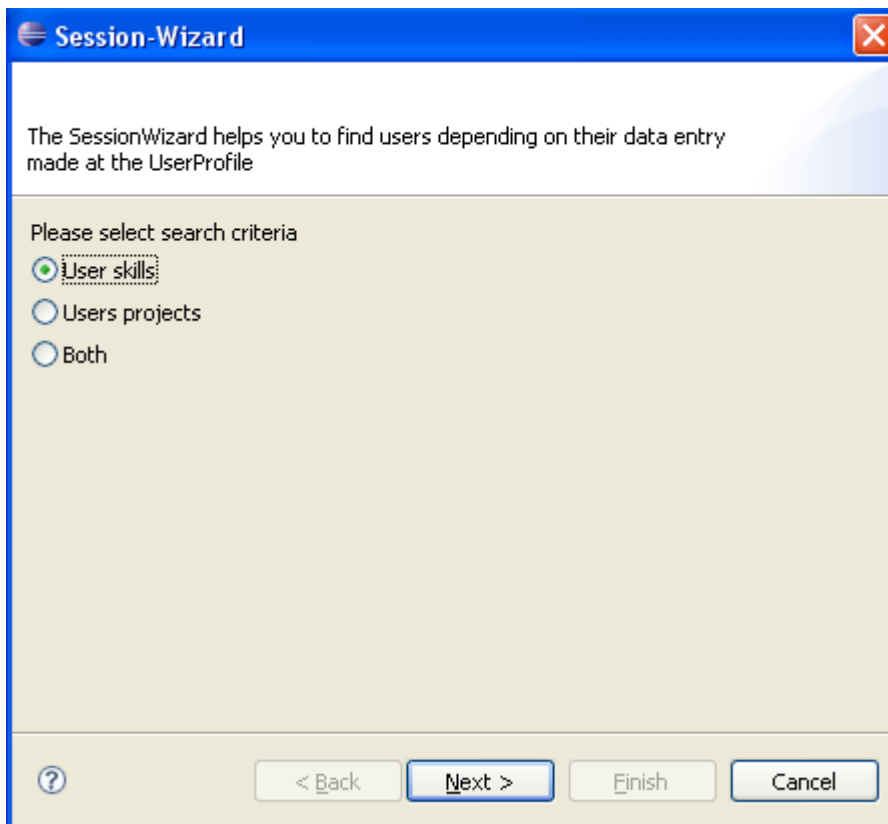 Session-Wizard
The SessionWizard helps you to find users depending on their data entry
made at the UserProfile
Please select search criteria
User skills
Users projects
Both
? < Back Next > Finish Cancel